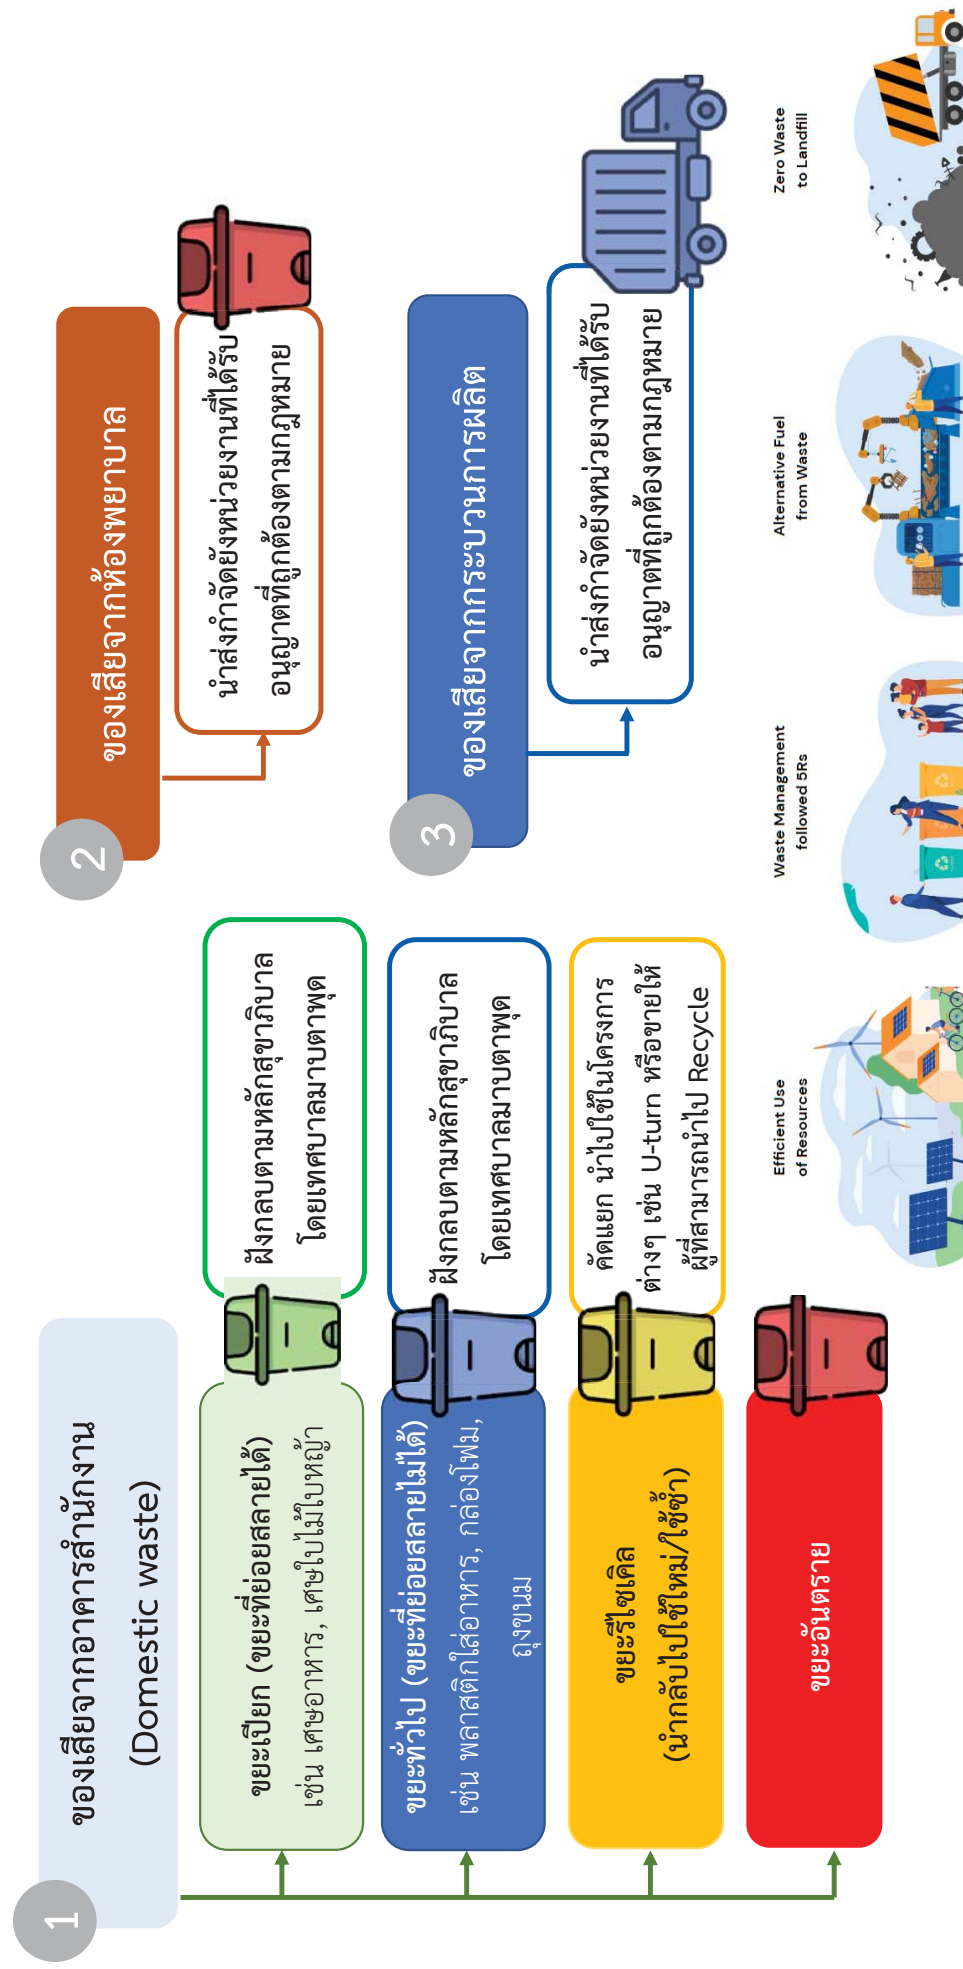 1
ของเสียจากอาคารสำนักงาน
(Domestic waste)
ขยะเปียก (ขยะที่ย่อยสลายได้)
เช่น เศษอาหาร, เศษใบไม้ใบหญ้า
ฝังกลบตามหลักสุขาภิบาล
โดยเทศบาลมาบตาพุด
ขยะทั่วไป (ขยะที่ย่อยสลายไม่ได้)
เช่น พลาสติกใส่อาหาร, กล่องโฟม,
ถุงขนม
ฝังกลบตามหลักสุขาภิบาล
โดยเทศบาลมาบตาพุด
ขยะรีไซเคิล
(นำกลับไปใช้ใหม่/ใช้ซ้ำ)
คัดแยก นำไปใช้ในโครงการ
ต่างๆ เช่น U-turn หรือขายให้
ผู้ที่สามารถนำไป Recycle
ขยะอันตราย
2
ของเสียจากห้องพยาบาล
นำส่งกำจัดยังหน่วยงานที่ได้รับ
อนุญาตที่ถูกต้องตามกฎหมาย
3
ของเสียจากกระบวนการผลิต
นำส่งกำจัดยังหน่วยงานที่ได้รับ
อนุญาตที่ถูกต้องตามกฎหมาย
Efficient Use
of Resources
Waste Management
followed 5Rs
Alternative Fuel
from Waste
Zero Waste
to Landfill